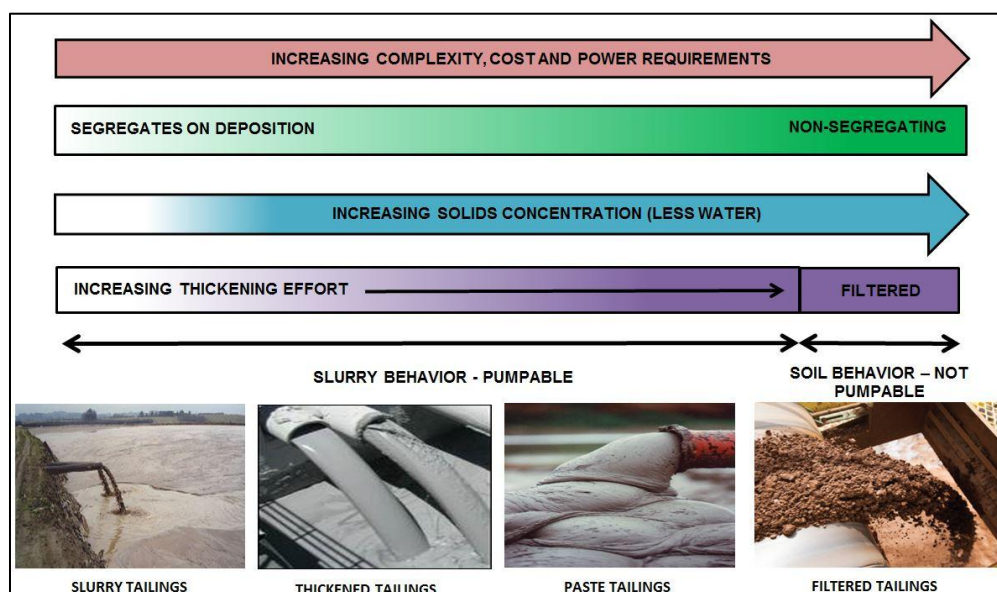 INCREASING COMPLEXITY, COST AND POWER REQUIREMENTS
SEGREGATES ON DEPOSITION
NON-SEGREGATING
INCREASING SOLIDS CONCENTRATION (LESS WATER)
INCREASING THICKENING EFFORT
FILTERED
SLURRY BEHAVIOR - PUMPABLE
SOIL BEHAVIOR – NOT
PUMPABLE
SLURRY TAILINGS
THICKENED TAILINGS
PASTE TAILINGS
FILTERED TAILINGS